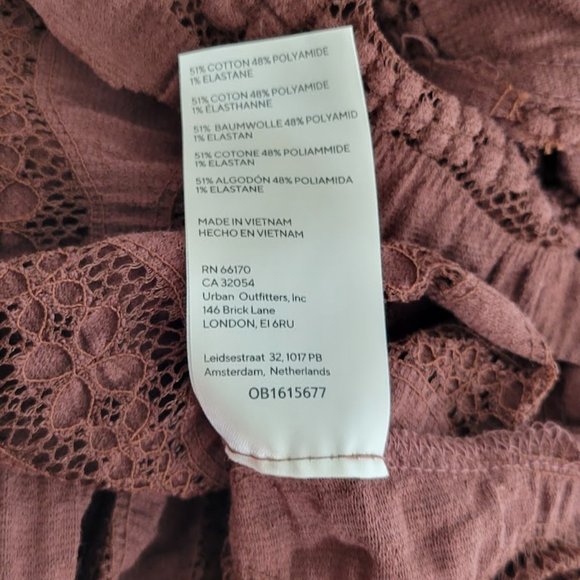 51% COTTON 48% POLYAMIDE
1% ELASTANE
51% COTON 48% POLYAMIDE
1% ÉLASTHANNE
51% BAUMWOLLE 48% POLYAMID
1% ELASTAN
51% COTONE 48% POLIAMMIDE
1% ELASTAN
51% ALGODÓN 48% POLIAMIDA
1% ELASTANE
MADE IN VIETNAM
HECHO EN VIETNAM
RN 66170
CA 32054
Urban Outfitters, Inc
146 Brick Lane
LONDON, E1 6RU
Leidsestraat 32, 1017 PB
Amsterdam, Netherlands
OB1615677